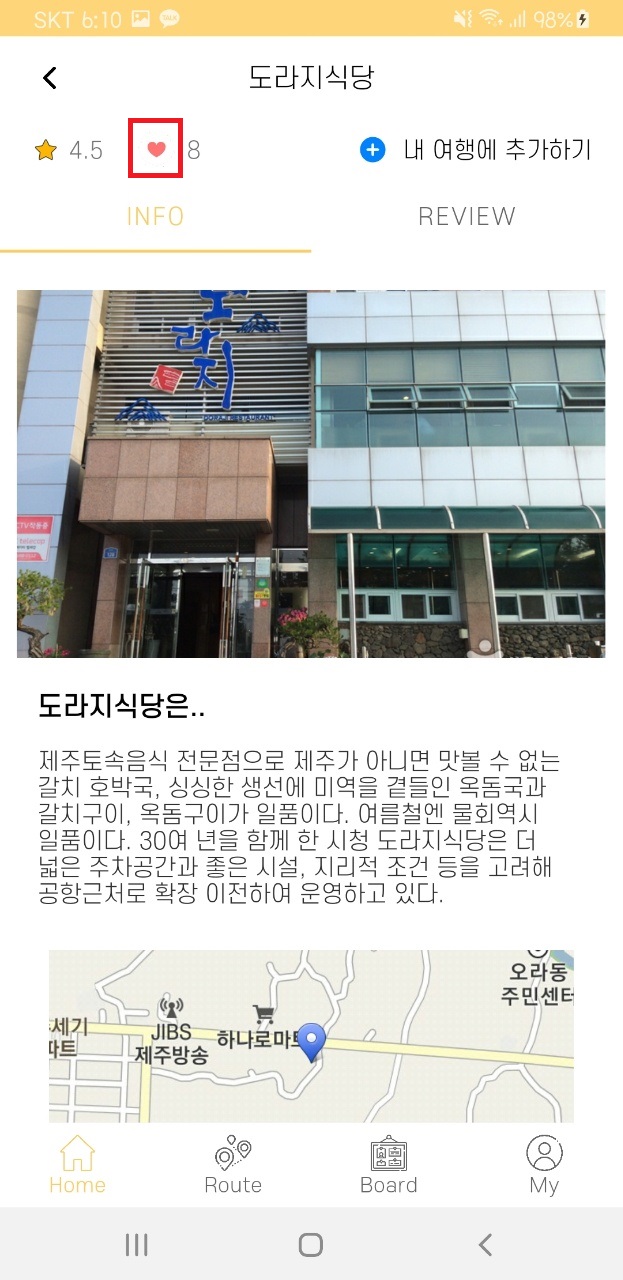 SKT 6:10 98%
도라지식당
4.5 8 내 여행에 추가하기
INFO REVIEW
도라지
DORAJI RESTAURANT
도라지식당은..
제주토속음식 전문점으로 제주가 아니면 맛볼 수 없는
갈치 호박국, 싱싱한 생선에 미역을 곁들인 옥돔국과
갈치구이, 옥돔구이가 일품이다. 여름철엔 물회역시
일품이다. 30여 년을 함께 한 시청 도라지식당은 더
넓은 주차공간과 좋은 시설, 지리적 조건 등을 고려해
공항근처로 확장 이전하여 운영하고 있다.
오라동
주민센터
세기
파트
JIBS
제주방송
하나로마트
Home Route Board My